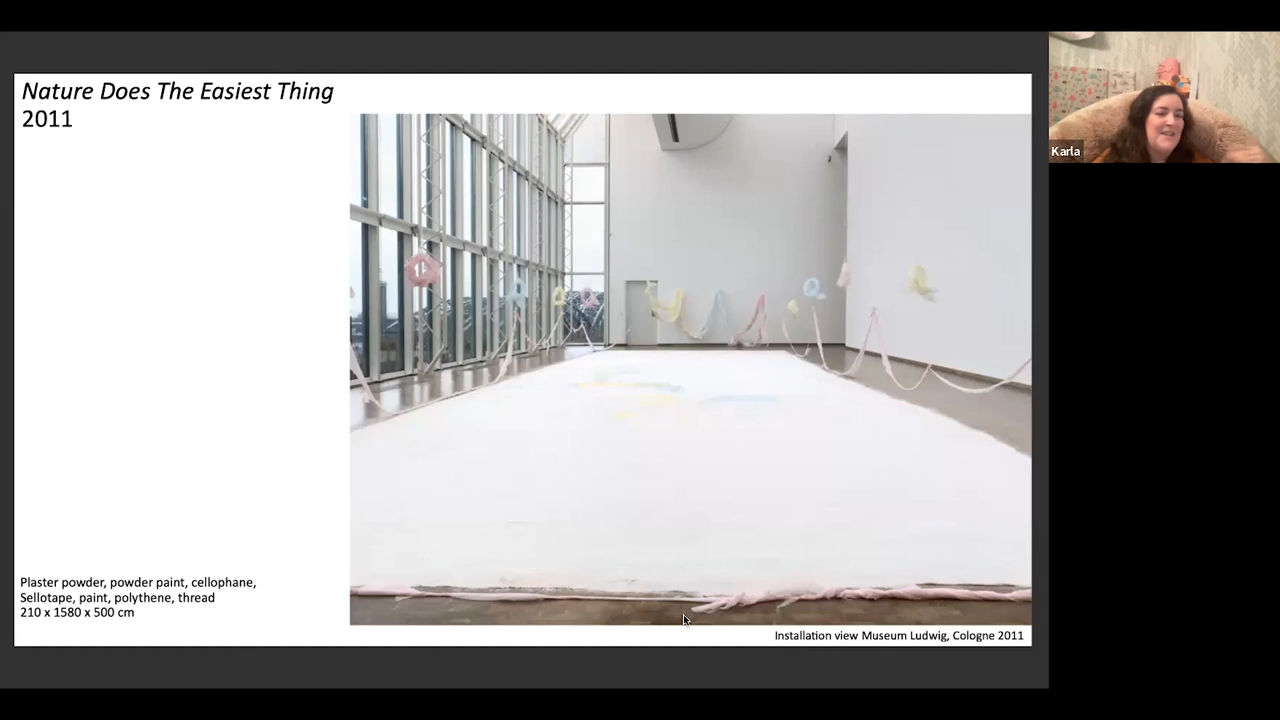 Nature Does The Easiest Thing
2011
Karla
Plaster powder, powder paint, cellophane,
Sellotape, paint, polythene, thread
210 x 1580 x 500 cm
Installation view Museum Ludwig, Cologne 2011